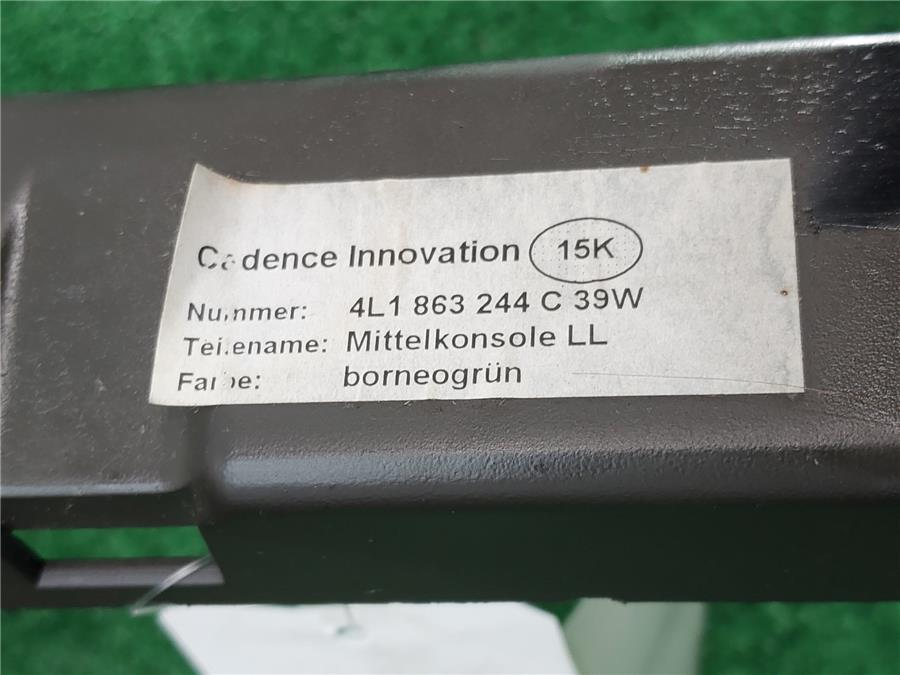 Cadence Innovation 15K
Nummer: 4L1 863 244 C 39W
Teilename: Mittelkonsole LL
Farbe: borneogrün